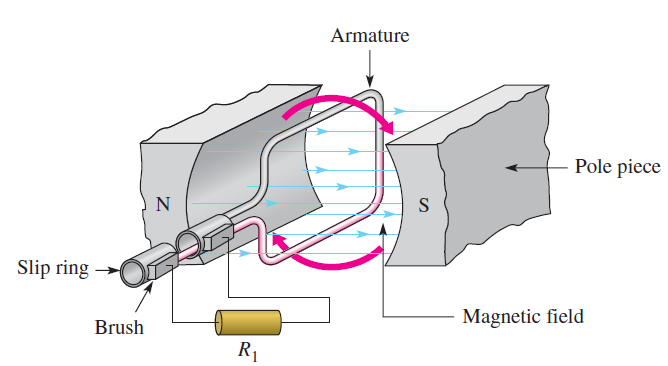 Armature
Pole piece
N
S
Slip ring
Brush
Magnetic field
R1